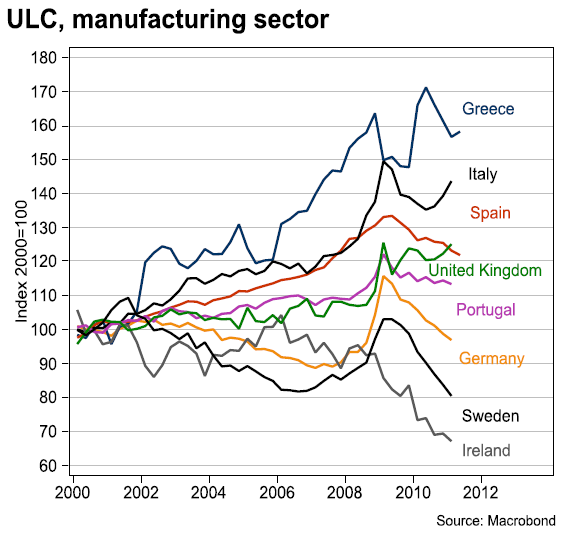 ULC, manufacturing sector
180
170
160
150
140
130
120
110
100
90
80
70
60
Index 2000=100
Greece
Italy
Spain
United Kingdom
Portugal
Germany
Sweden
Ireland
2000 2002 2004 2006 2008 2010 2012
Source: Macrobond